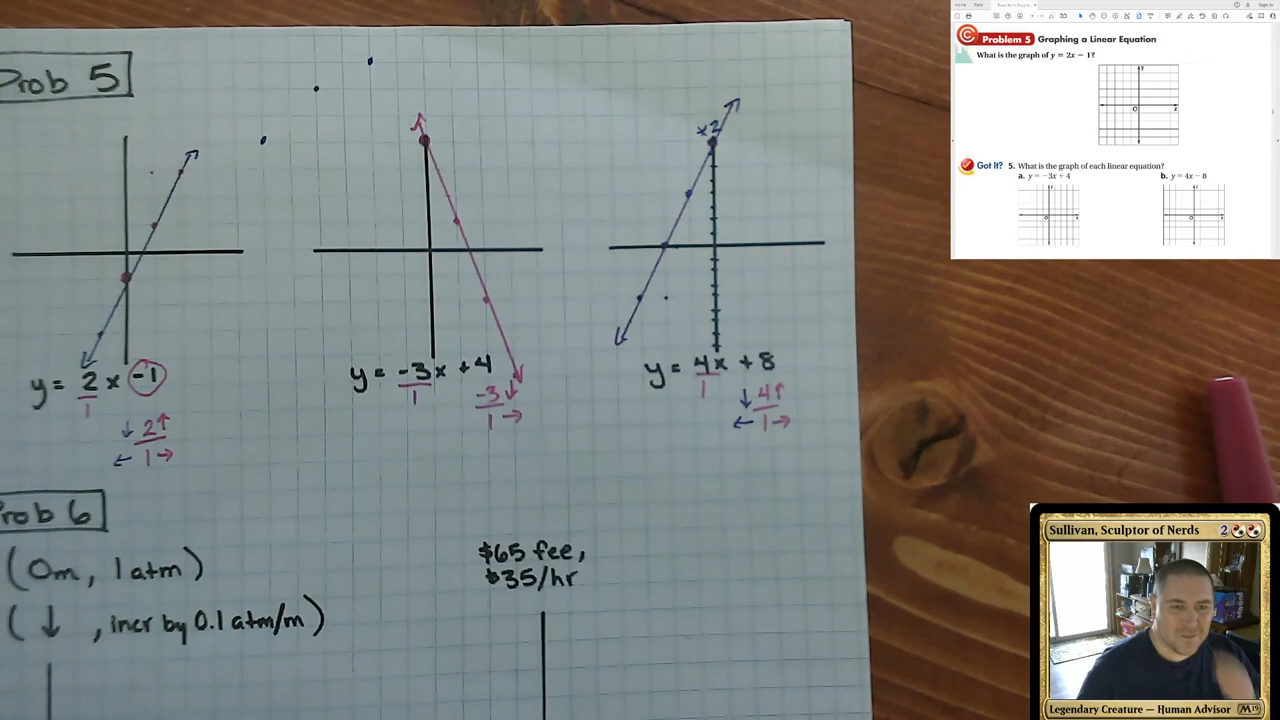 Prob 5
x2
y = 2x -1
1
2↑
↓
1→
←
y = -3x +4
1
-3↓
1→
y = 4x + 8
1
↓ 4↑
← 1→
Prob 6
(0m, 1atm)
(↓, incr by 0.1 atm/m)
$65 fee,
$35/hr
Problem 5 Graphing a Linear Equation
What is the graph of y = 2x − 1?
y
O
x
Got It? 5. What is the graph of each linear equation?
a. y = −3x + 4
b. y = 4x − 8
O
O
Sullivan, Sculptor of Nerds 2
Legendary Creature — Human Advisor M19